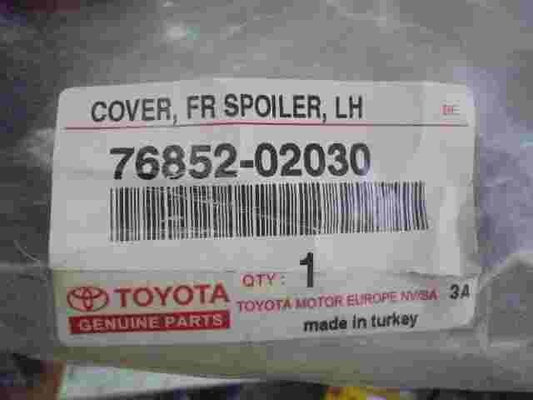 COVER, FR SPOILER, LH
76852-02030
QTY: 1
TOYOTA
GENUINE PARTS
TOYOTA MOTOR EUROPE NV/SA 3A
made in turkey